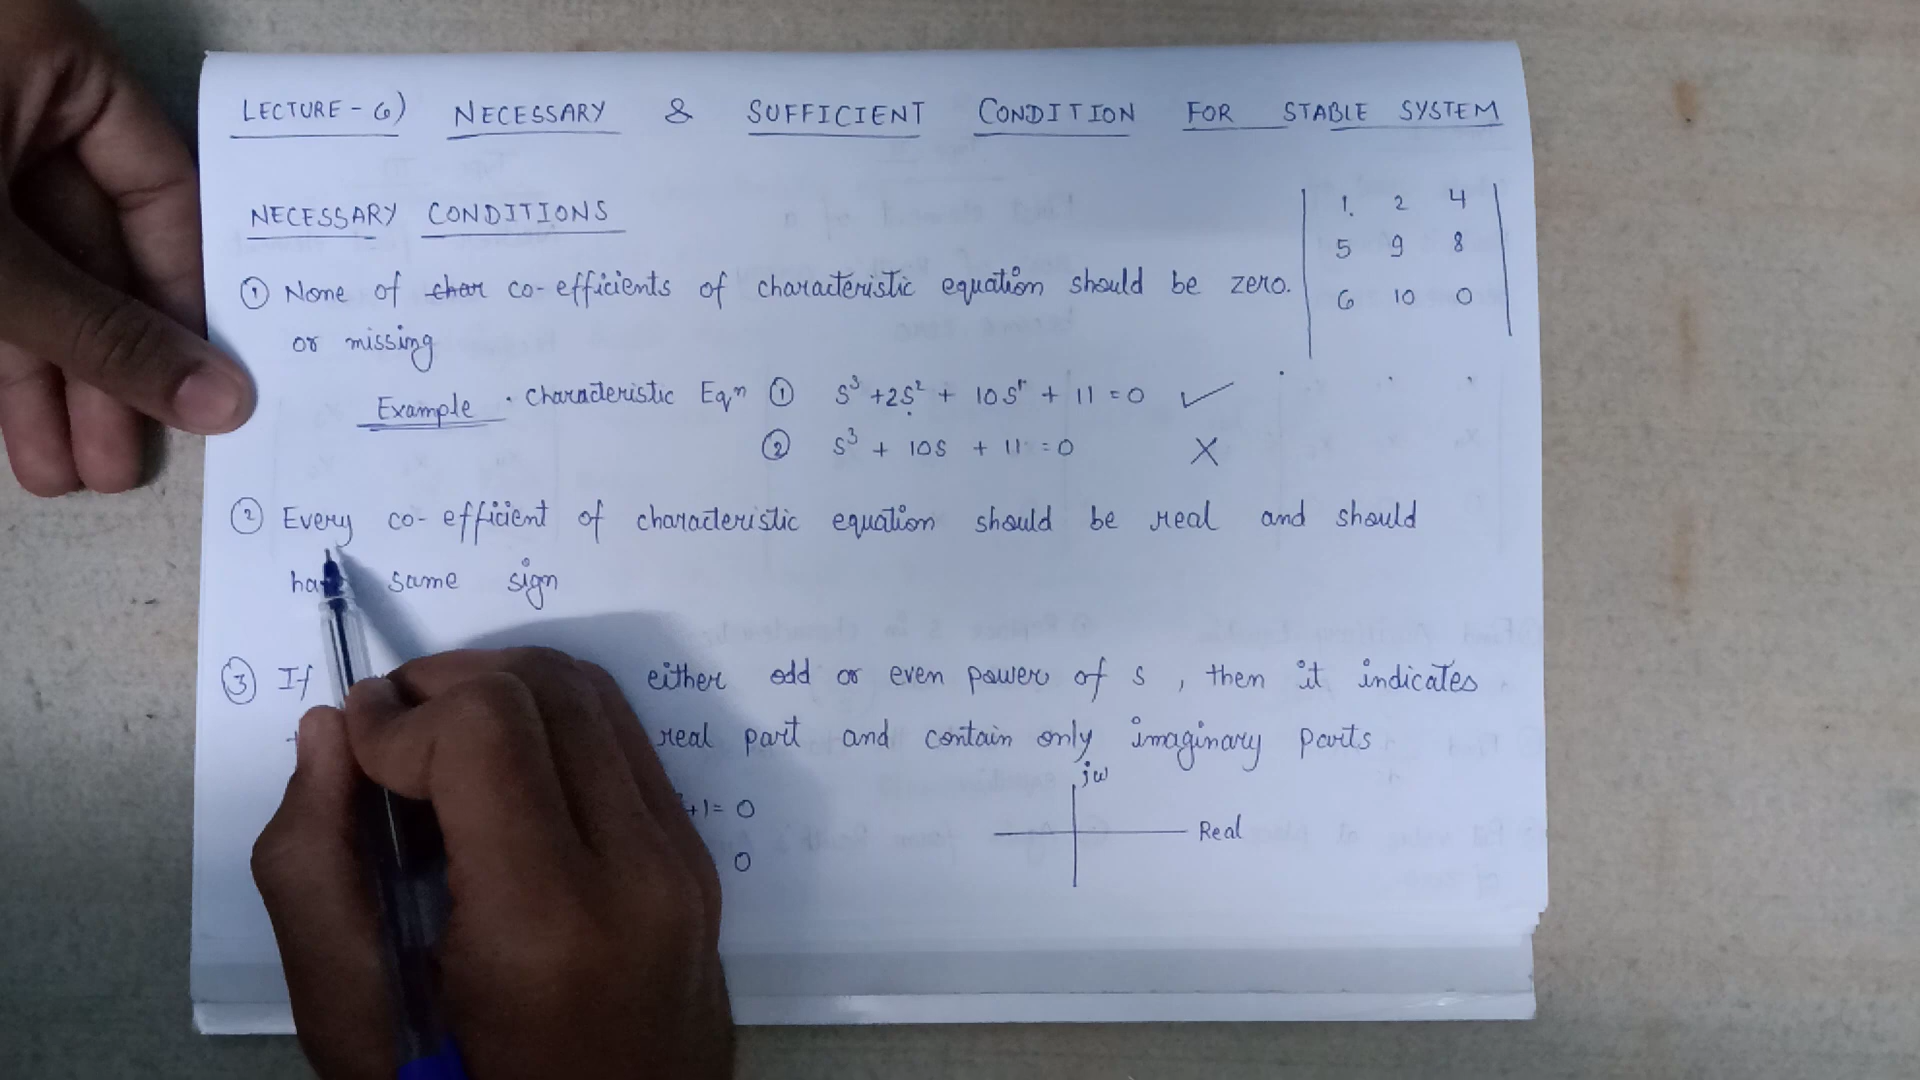 LECTURE - 6) NECESSARY & SUFFICIENT CONDITION FOR STABLE SYSTEM
NECESSARY CONDITIONS
1. 2 4
5 9 8
6 10 0
① None of char co-efficients of characteristic equation should be zero.
or missing
Example . Characteristic Eqⁿ ① S³ + 2S² + 10S" + 11 = 0 ✓
② S³ + 10S + 11 = 0 X
② Every co-efficient of characteristic equation should be real and should
same sign
③ If either odd or even power of s, then it indicates
real part and contain only imaginary parts
jω
+1 = 0
Real
0